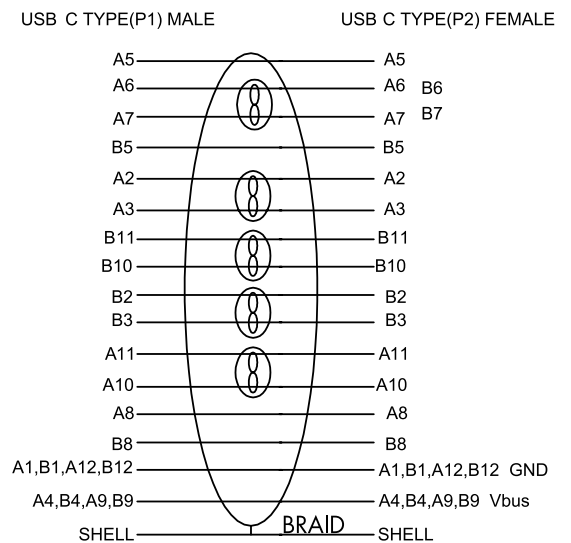 USB C TYPE(P1) MALE USB C TYPE(P2) FEMALE
A5 A5
A6 A6 B6
A7 A7 B7
B5 B5
A2 A2
A3 A3
B11 B11
B10 B10
B2 B2
B3 B3
A11 A11
A10 A10
A8 A8
B8 B8
A1,B1,A12,B12 A1,B1,A12,B12 GND
A4,B4,A9,B9 A4,B4,A9,B9 Vbus
SHELL BRAID SHELL